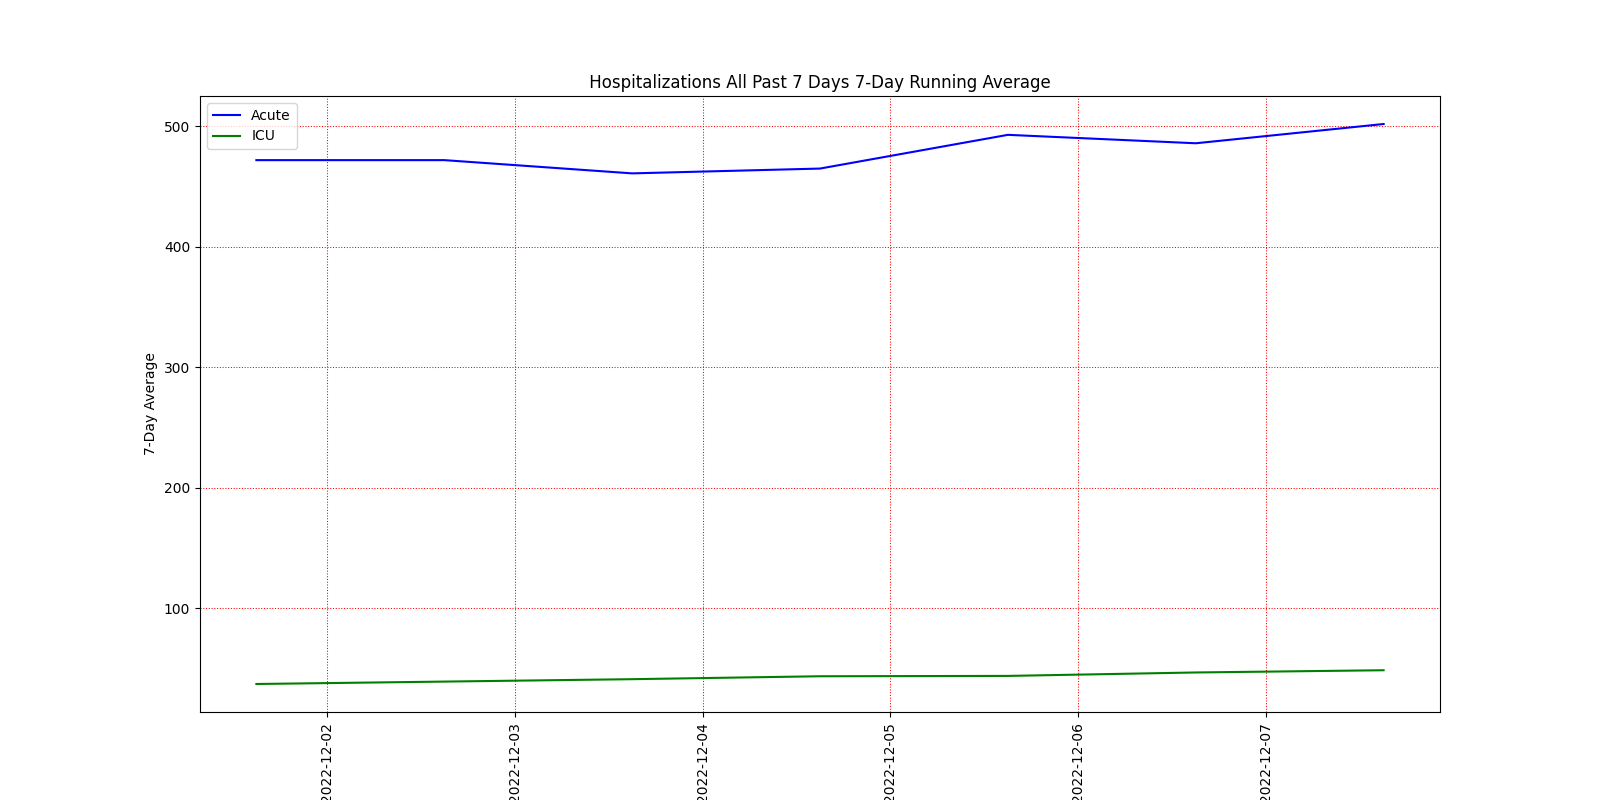 Hospitalizations All Past 7 Days 7-Day Running Average
Acute
ICU
500
400
300
200
100
7-Day Average
2022-12-02
2022-12-03
2022-12-04
2022-12-05
2022-12-06
2022-12-07